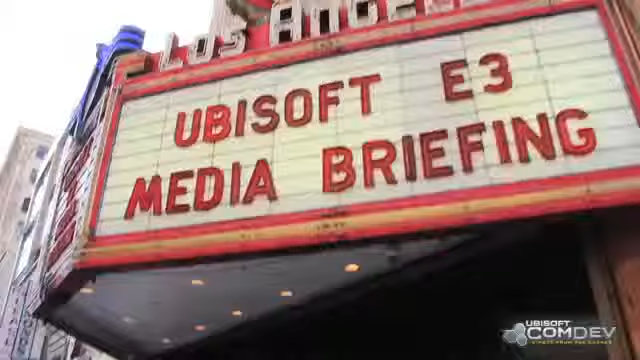 LOS ANGELES
UBISOFT E3
MEDIA BRIEFING
UBISOFT
COMDEV